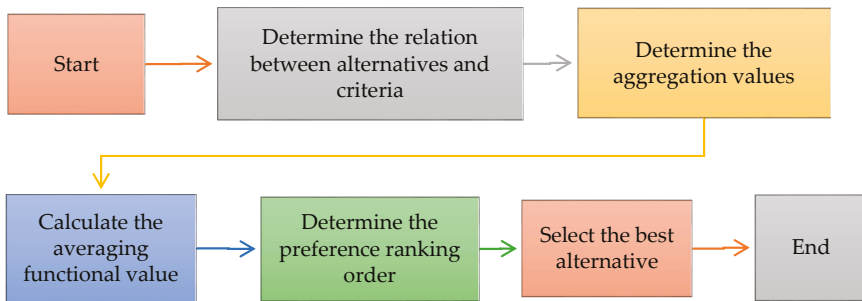 Start
Determine the relation
between alternatives and
criteria
Determine the
aggregation values
Calculate the
averaging
functional value
Determine the
preference ranking
order
Select the best
alternative
End